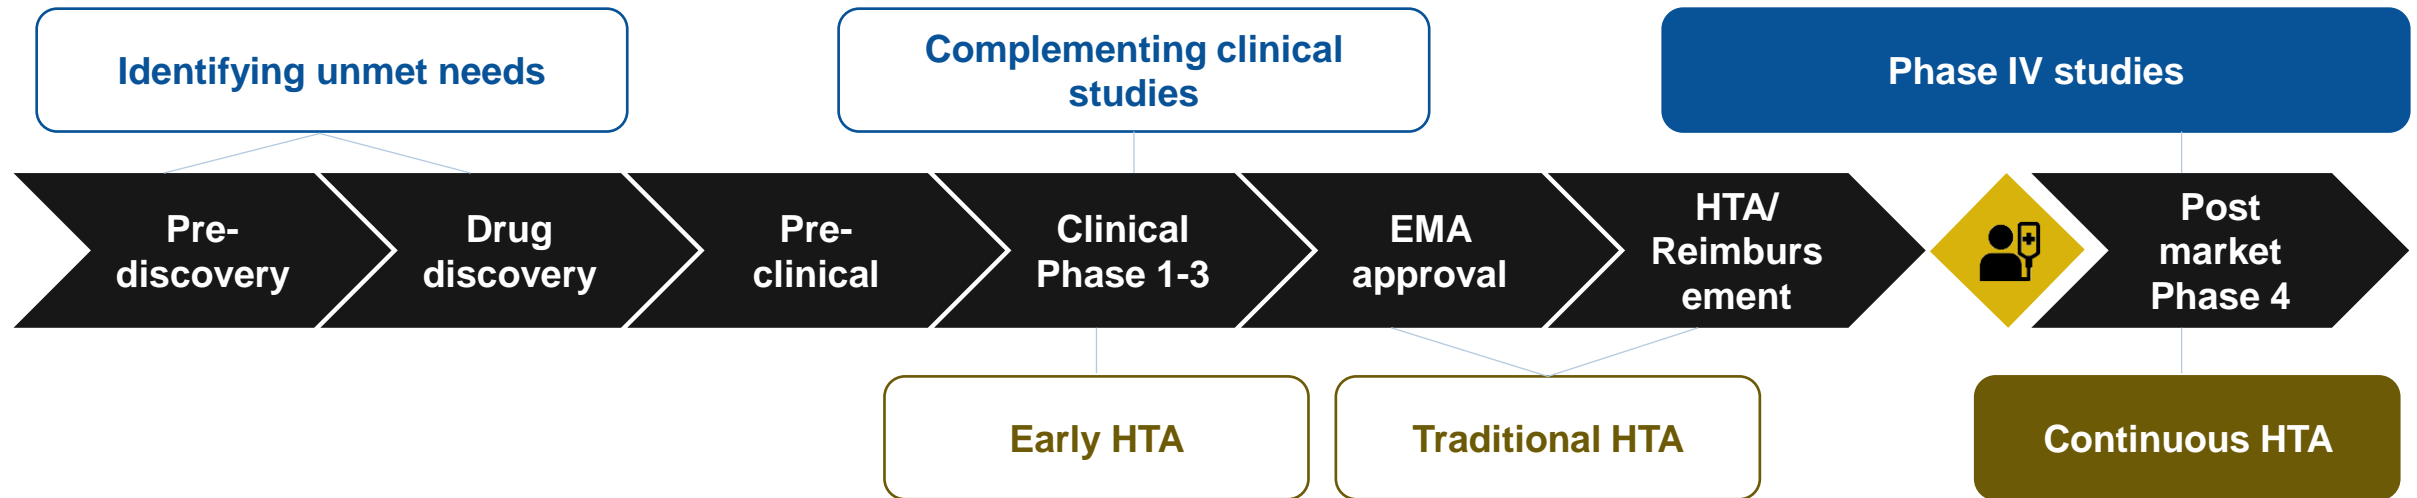 Identifying unmet needs
Complementing clinical
studies
Phase IV studies
Pre-
discovery
Drug
discovery
Pre-
clinical
Clinical
Phase 1-3
EMA
approval
HTA/
Reimburs
ement
Post
market
Phase 4
Early HTA
Traditional HTA
Continuous HTA